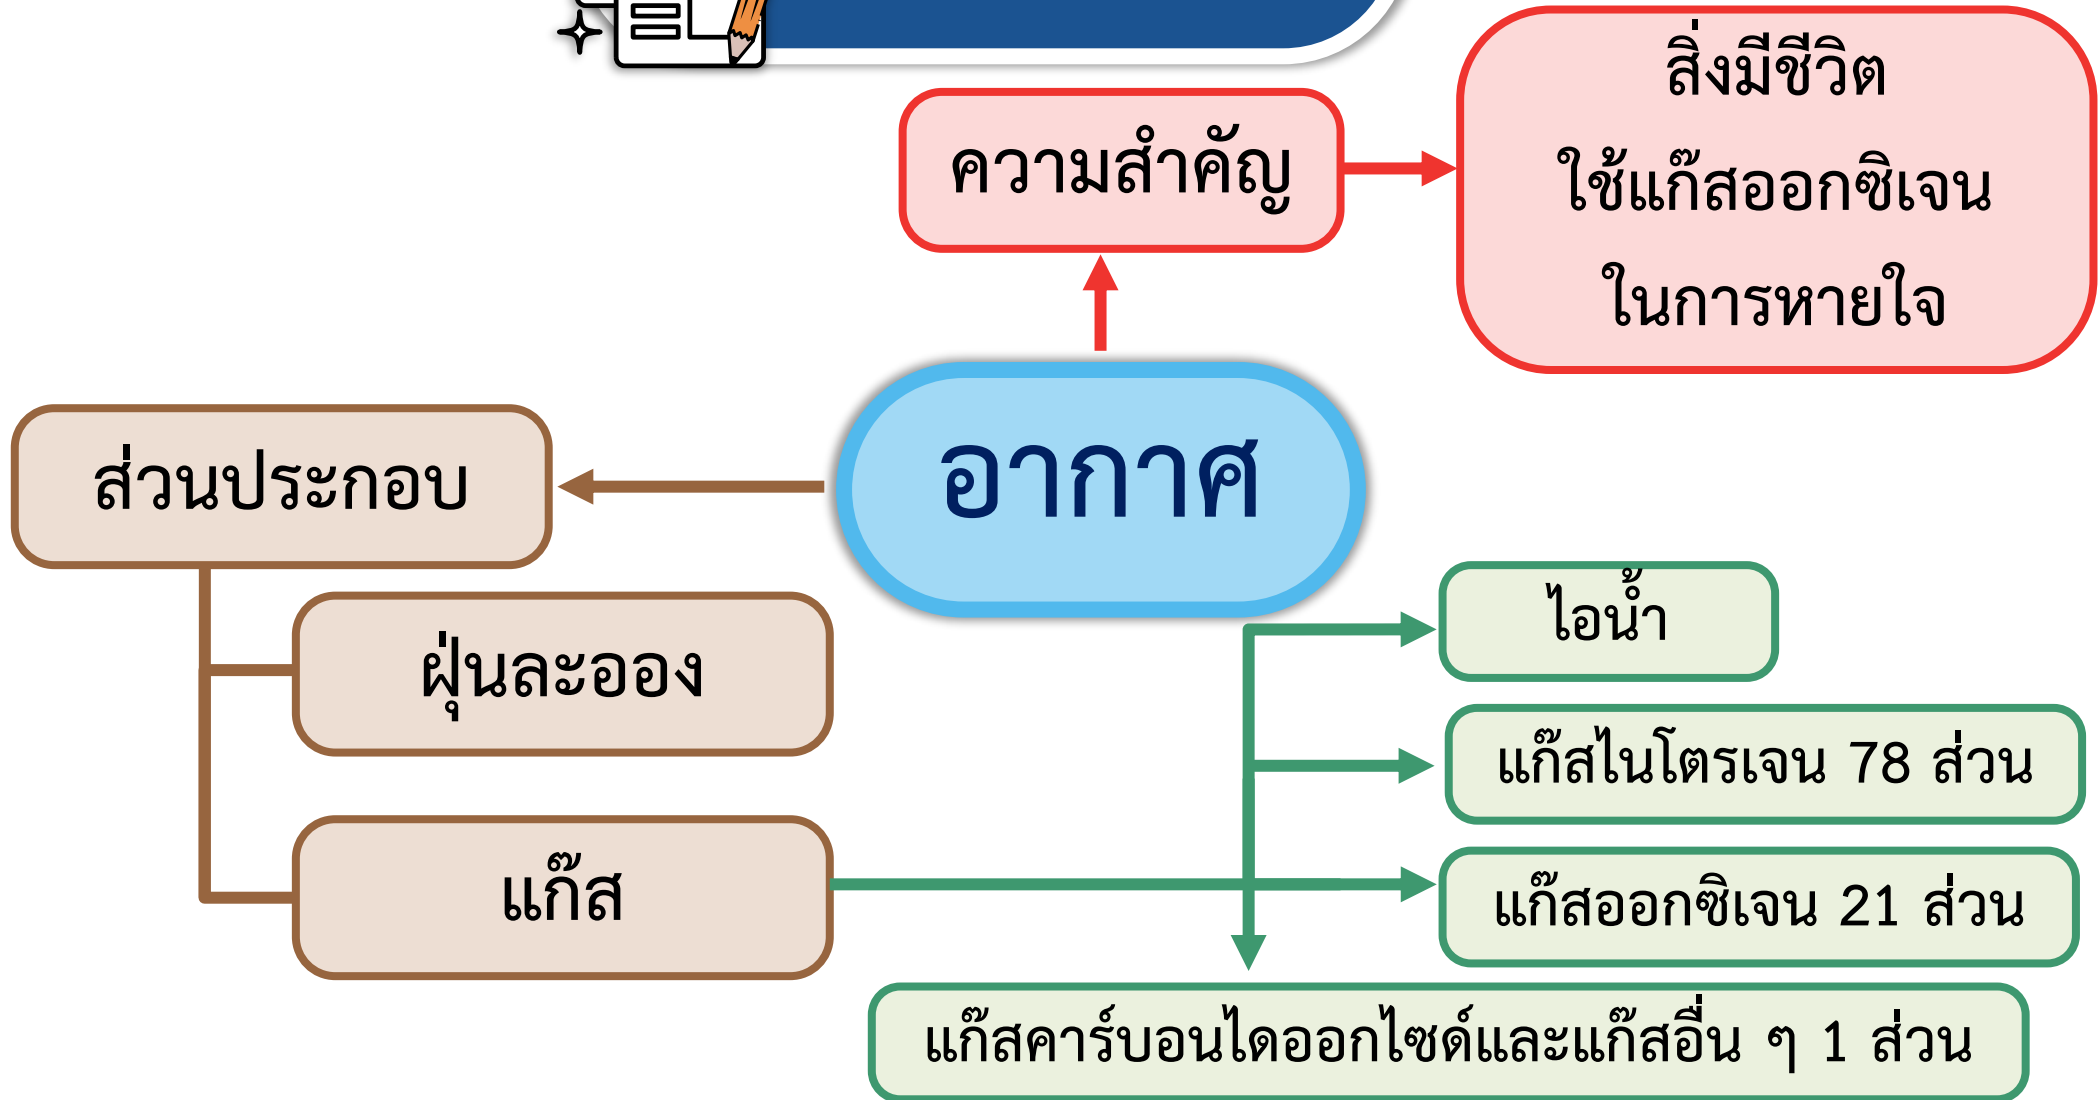 สิ่งมีชีวิต
ใช้แก๊สออกซิเจน
ในการหายใจ
ความสำคัญ
อากาศ
ส่วนประกอบ
ฝุ่นละออง
แก๊ส
ไอน้ำ
แก๊สไนโตรเจน 78 ส่วน
แก๊สออกซิเจน 21 ส่วน
แก๊สคาร์บอนไดออกไซด์และแก๊สอื่น ๆ 1 ส่วน